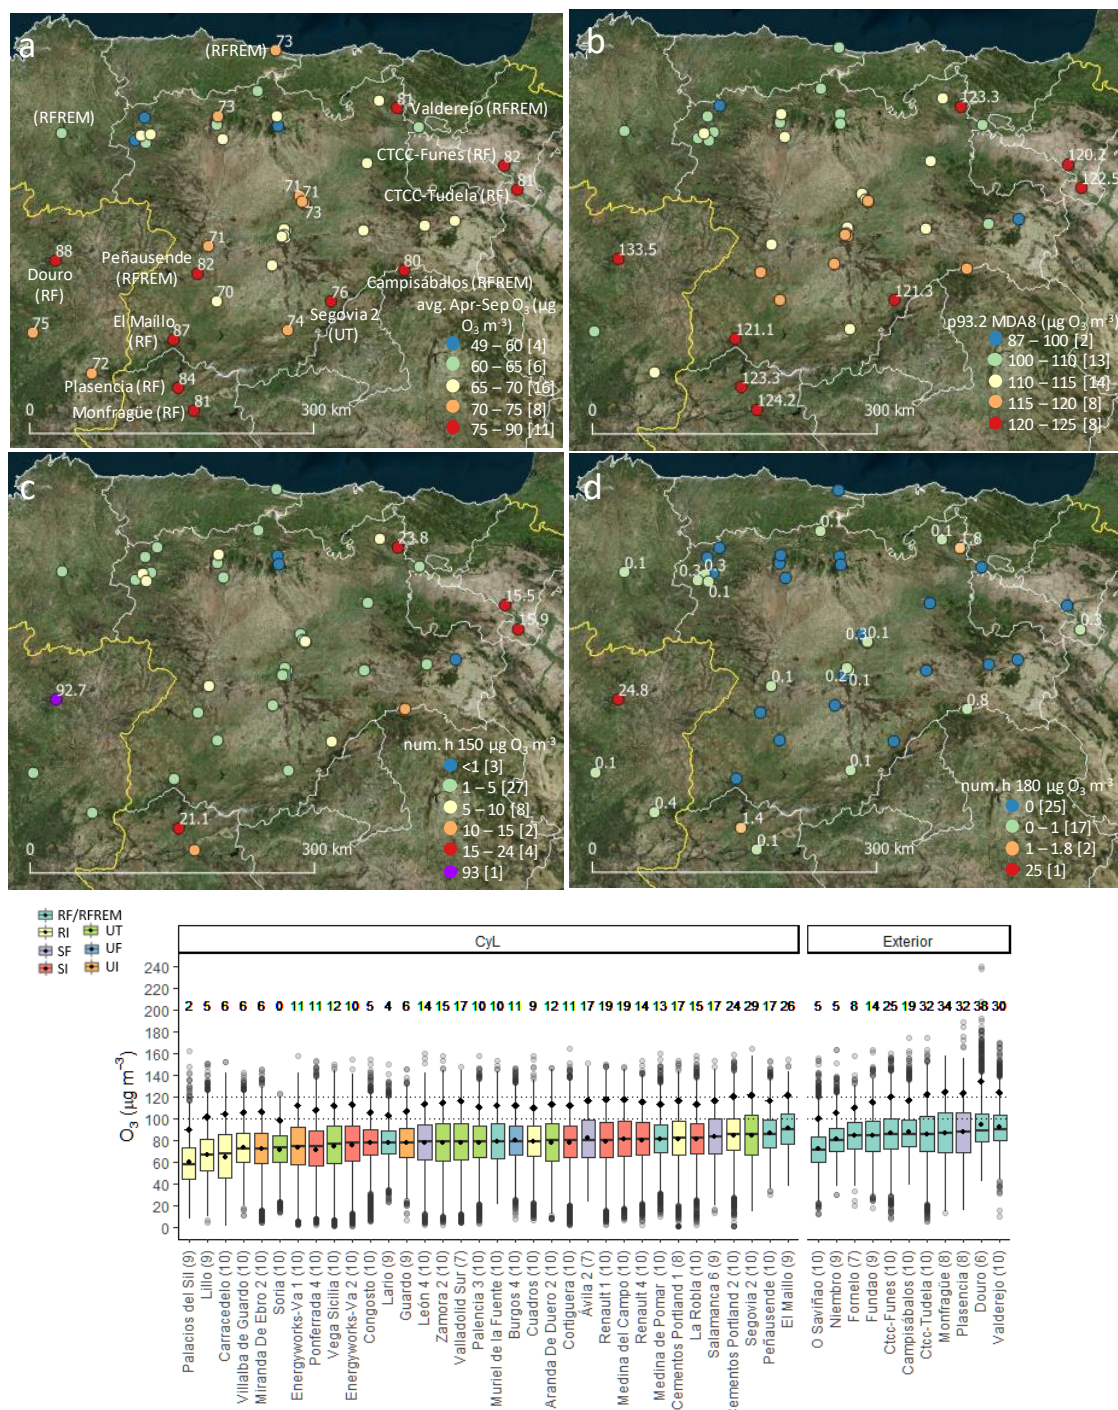 a
(RFREM)
73
(RFREM)
73
81
Valderejo (RFREM)
CTCC-Funes (RF)
82
81
CTCC-Tudela (RF)
71
71
73
71
88
Douro
(RF)
Peñausende
(RFREM)
82
80
Campisábalos (RFREM)
70
76
Segovia 2
(UT)
74
75
El Maíllo
(RF)
87
72
Plasencia (RF)
84
Monfragüe (RF)
81
avg. Apr-Sep O3 (µg
O3 m-3)
49 – 60 [4]
60 – 65 [6]
65 – 70 [16]
70 – 75 [8]
75 – 90 [11]
0
300 km
b
123.3
120.2
122.5
133.5
121.3
121.1
123.3
124.2
p93.2 MDA8 (µg O3 m-3)
87 – 100 [2]
100 – 110 [13]
110 – 115 [14]
115 – 120 [8]
120 – 125 [8]
0
300 km
c
23.8
15.5
15.9
92.7
21.1
num. h 150 µg O3 m-3
<1 [3]
1 – 5 [27]
5 – 10 [8]
10 – 15 [2]
15 – 24 [4]
93 [1]
0
300 km
d
0.1
0.1
1.8
0.1
0.3
0.3
0.3
0.3
0.1
0.2
0.1
0.1
24.8
0.8
0.1
0.4
1.4
0.1
num. h 180 µg O3 m-3
0 [25]
0 – 1 [17]
1 – 1.8 [2]
25 [1]
0
300 km
RF/RFREM
RI
UT
SF
UF
SI
UI
CyL
Exterior
O3 (µg m−3)
240
220
200
180
160
140
120
100
80
60
40
20
0
2 5 6 6 6 0 11 11 12 10 5 4 6 14 15 17 10 10 11 9 12 11 17 19 19 14 13 17 15 17 24 29 17 26
5 5 8 14 25 19 32 34 32 38 30
Palacios del Sil (9)
Lillo (9)
Carracedelo (10)
Villalba de Guardo (10)
Miranda De Ebro 2 (10)
Soria (10)
Energyworks-Va 1 (10)
Ponferrada 4 (10)
Vega Sicilia (10)
Energyworks-Va 2 (10)
Congosto (10)
Lario (9)
Guardo (9)
León 4 (10)
Zamora 2 (10)
Valladolid Sur (7)
Palencia 3 (10)
Muriel de la Fuente (10)
Burgos 4 (10)
Cuadros (10)
Aranda De Duero 2 (10)
Cortiguera (10)
Ávila 2 (7)
Renault 1 (10)
Medina del Campo (10)
Renault 4 (10)
Medina de Pomar (10)
Cementos Portland 1 (8)
La Robla (10)
Salamanca 6 (9)
Cementos Portland 2 (10)
Segovia 2 (10)
Peñausende (10)
El Maillo (9)
O Saviñao (10)
Niembro (9)
Fornelo (7)
Fundao (9)
Ctcc-Funes (10)
Campisábalos (10)
Ctcc-Tudela (10)
Monfragüe (8)
Plasencia (8)
Douro (6)
Valderejo (10)